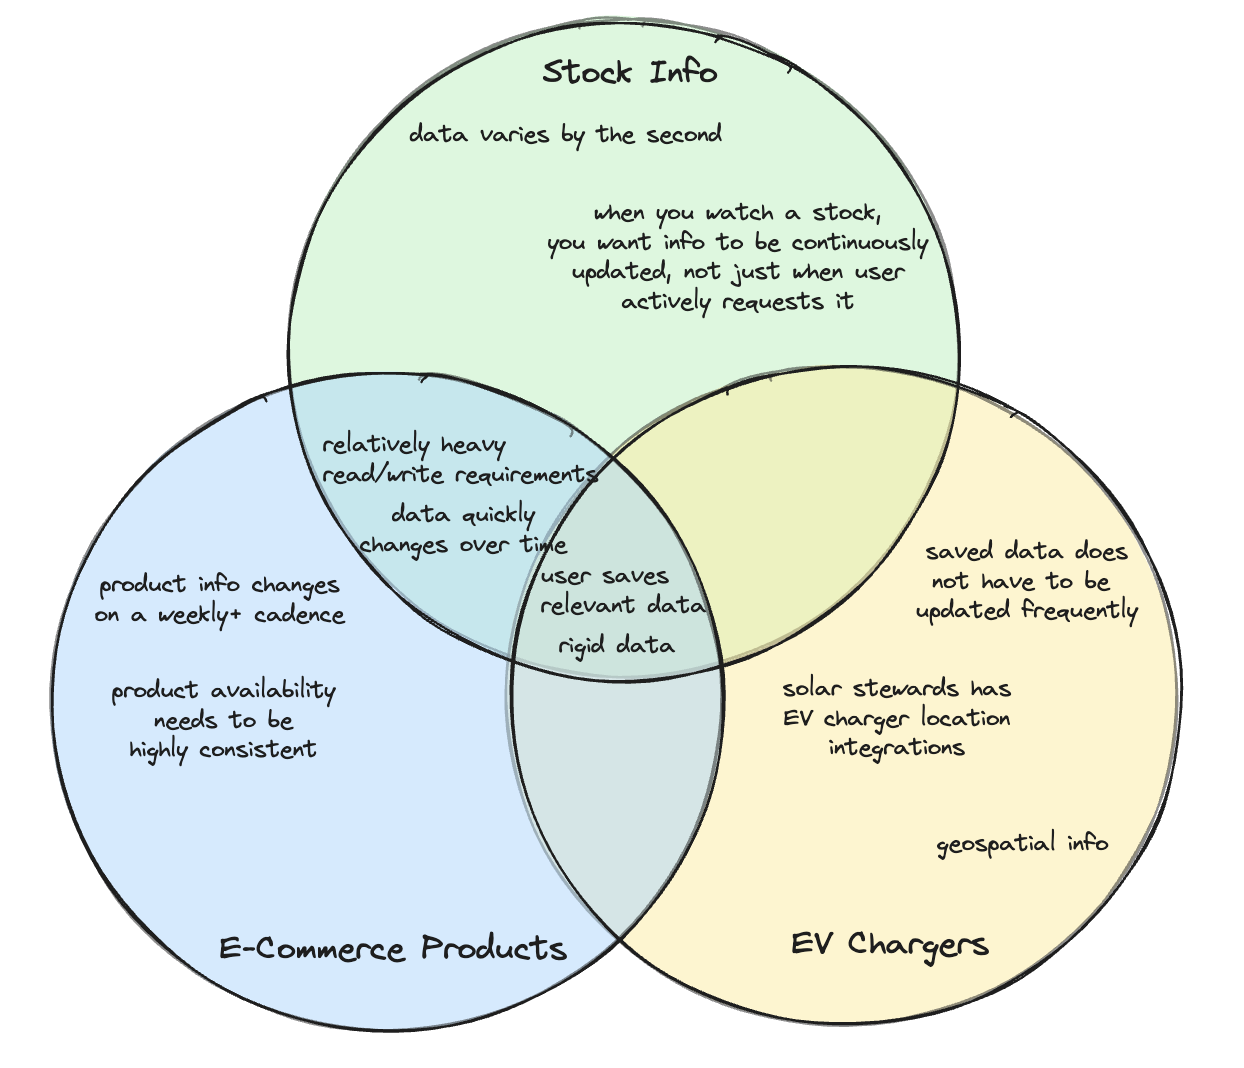 Stock Info
data varies by the second
when you watch a stock,
you want info to be continuously
updated, not just when user
actively requests it
relatively heavy
read/write requirements
data quickly
changes over time
user saves
relevant data
rigid data
product info changes
on a weekly+ cadence
product availability
needs to be
highly consistent
saved data does
not have to be
updated frequently
solar stewards has
EV charger location
integrations
geospatial info
E-Commerce Products
EV Chargers